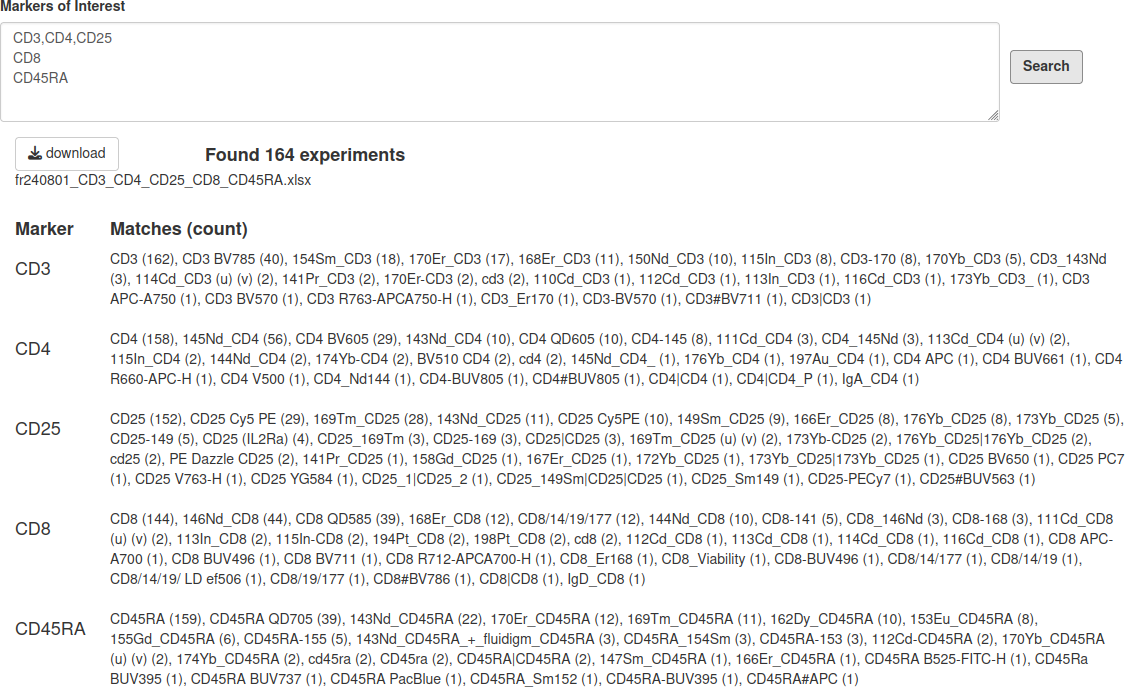 Markers of Interest
CD3,CD4,CD25
CD8
CD45RA
Search
download
Found 164 experiments
fr240801_CD3_CD4_CD25_CD8_CD45RA.xlsx
Marker
Matches (count)
CD3
CD3 (162), CD3 BV785 (40), 154Sm_CD3 (18), 170Er_CD3 (17), 168Er_CD3 (11), 150Nd_CD3 (10), 115In_CD3 (8), CD3-170 (8), 170Yb_CD3 (5), CD3_143Nd
(3), 114Cd_CD3 (u) (v) (2), 141Pr_CD3 (2), 170Er-CD3 (2), cd3 (2), 110Cd_CD3 (1), 112Cd_CD3 (1), 113In_CD3 (1), 116Cd_CD3 (1), 173Yb_CD3_ (1), CD3
APC-A750 (1), CD3 BV570 (1), CD3 R763-APCA750-H (1), CD3_Er170 (1), CD3-BV570 (1), CD3#BV711 (1), CD3|CD3 (1)
CD4
CD4 (158), 145Nd_CD4 (56), CD4 BV605 (29), 143Nd_CD4 (10), CD4 QD605 (10), CD4-145 (8), 111Cd_CD4 (3), CD4_145Nd (3), 113Cd_CD4 (u) (v) (2),
115In_CD4 (2), 144Nd_CD4 (2), 174Yb-CD4 (2), BV510 CD4 (2), cd4 (2), 145Nd_CD4_ (1), 176Yb_CD4 (1), 197Au_CD4 (1), CD4 APC (1), CD4 BUV661 (1), CD4
R660-APC-H (1), CD4 V500 (1), CD4_Nd144 (1), CD4-BUV805 (1), CD4#BUV805 (1), CD4|CD4 (1), CD4|CD4_P (1), IgA_CD4 (1)
CD25
CD25 (152), CD25 Cy5 PE (29), 169Tm_CD25 (28), 143Nd_CD25 (11), CD25 Cy5PE (10), 149Sm_CD25 (9), 166Er_CD25 (8), 176Yb_CD25 (8), 173Yb_CD25 (5),
CD25-149 (5), CD25 (IL2Ra) (4), CD25_169Tm (3), CD25-169 (3), CD25|CD25 (3), 169Tm_CD25 (u) (v) (2), 173Yb-CD25 (2), 176Yb_CD25|176Yb_CD25 (2),
cd25 (2), PE Dazzle CD25 (2), 141Pr_CD25 (1), 158Gd_CD25 (1), 167Er_CD25 (1), 172Yb_CD25 (1), 173Yb_CD25|173Yb_CD25 (1), CD25 BV650 (1), CD25 PC7
(1), CD25 V763-H (1), CD25 YG584 (1), CD25_1|CD25_2 (1), CD25_149Sm|CD25|CD25 (1), CD25_Sm149 (1), CD25-PECy7 (1), CD25#BUV563 (1)
CD8
CD8 (144), 146Nd_CD8 (44), CD8 QD585 (39), 168Er_CD8 (12), CD8/14/19/177 (12), 144Nd_CD8 (10), CD8-141 (5), CD8_146Nd (3), CD8-168 (3), 111Cd_CD8
(u) (v) (2), 113In_CD8 (2), 115In-CD8 (2), 194Pt_CD8 (2), 198Pt_CD8 (2), cd8 (2), 112Cd_CD8 (1), 113Cd_CD8 (1), 114Cd_CD8 (1), 116Cd_CD8 (1), CD8 APC-
A700 (1), CD8 BUV496 (1), CD8 BV711 (1), CD8 R712-APCA700-H (1), CD8_Er168 (1), CD8_Viability (1), CD8-BUV496 (1), CD8/14/177 (1), CD8/14/19 (1),
CD8/14/19/ LD ef506 (1), CD8/19/177 (1), CD8#BV786 (1), CD8|CD8 (1), IgD_CD8 (1)
CD45RA
CD45RA (159), CD45RA QD705 (39), 143Nd_CD45RA (22), 170Er_CD45RA (12), 169Tm_CD45RA (11), 162Dy_CD45RA (10), 153Eu_CD45RA (8),
155Gd_CD45RA (6), CD45RA-155 (5), 143Nd_CD45RA_+_fluidigm_CD45RA (3), CD45RA_154Sm (3), CD45RA-153 (3), 112Cd-CD45RA (2), 170Yb_CD45RA
(u) (v) (2), 174Yb_CD45RA (2), cd45ra (2), CD45ra (2), CD45RA|CD45RA (2), 147Sm_CD45RA (1), 166Er_CD45RA (1), CD45RA B525-FITC-H (1), CD45Ra
BUV395 (1), CD45RA BUV737 (1), CD45RA PacBlue (1), CD45RA_Sm152 (1), CD45RA-BUV395 (1), CD45RA#APC (1)